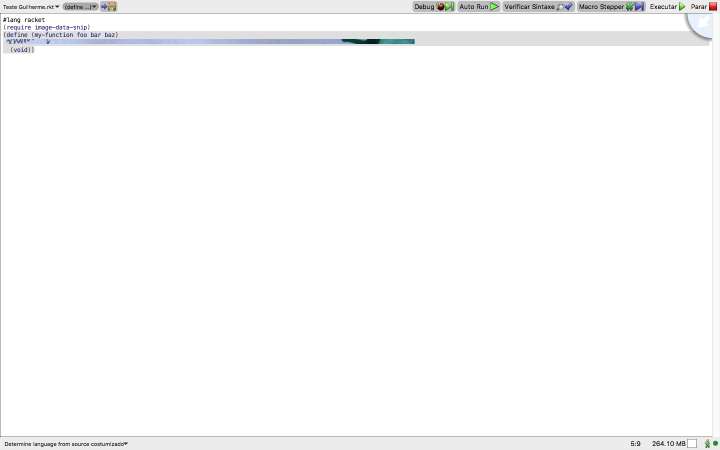 Teste Guilherme.rkt
(define ...)
Debug
Auto Run
Verificar Sintaxe
Macro Stepper
Executar
Parar
#lang racket
(require image-data-snip)
(define (my-function foo bar baz)
(void))
Determine language from source costumizado
5:9
264.10 MB